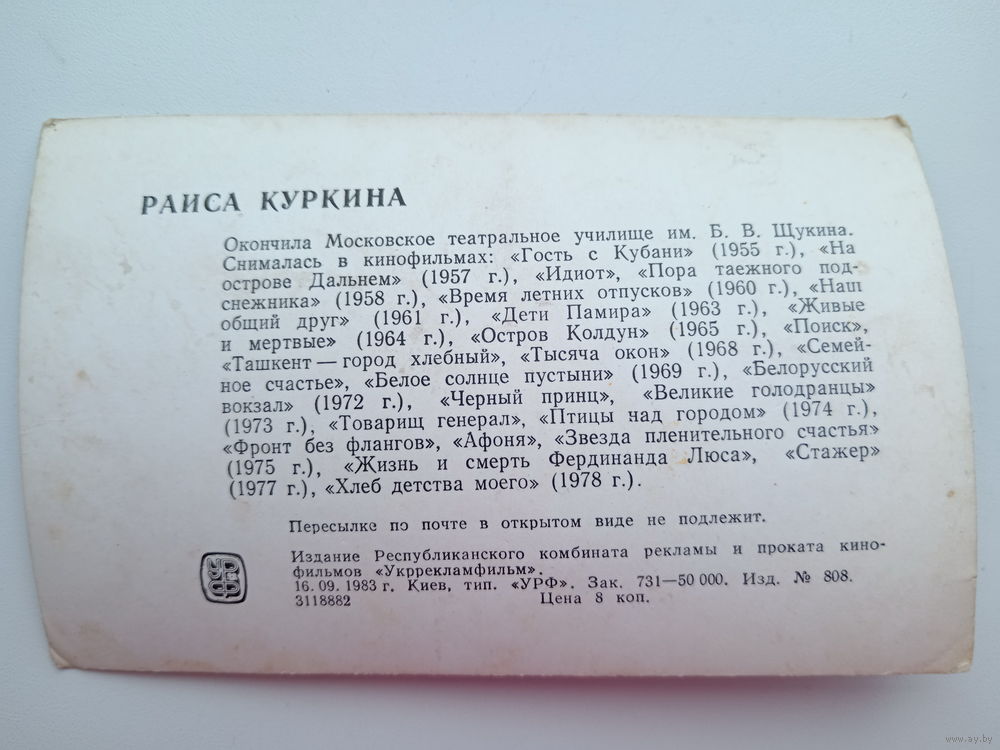 РАИСА КУРКИНА
Окончила Московское театральное училище им. Б. В. Щукина.
Снималась в кинофильмах: «Гость с Кубани» (1955 г.), «На
острове Дальнем» (1957 г.), «Идиот», «Пора таежного под-
снежника» (1958 г.), «Время летних отпусков» (1960 г.), «Наш
общий друг» (1961 г.), «Дети Памира» (1963 г.), «Живые
и мертвые» (1964 г.), «Остров Колдун» (1965 г.), «Поиск»,
«Ташкент — город хлебный», «Тысяча окон» (1968 г.), «Семей-
ное счастье», «Белое солнце пустыни» (1969 г.), «Белорусский
вокзал» (1972 г.), «Черный принц», «Великие голодранцы»
(1973 г.), «Товарищ генерал», «Птицы над городом» (1974 г.),
«Фронт без флангов», «Афоня», «Звезда пленительного счастья»
(1975 г.), «Жизнь и смерть Фердинанда Люса», «Стажер»
(1977 г.), «Хлеб детства моего» (1978 г.).
Пересылке по почте в открытом виде не подлежит.
УРФ
Издание Республиканского комбината рекламы и проката кино-
фильмов «Укррекламфильм».
16.09.1983 г. Киев, тип. «УРФ». Зак. 731—50 000. Изд. № 808.
3118882 Цена 8 коп.
www.ay.by